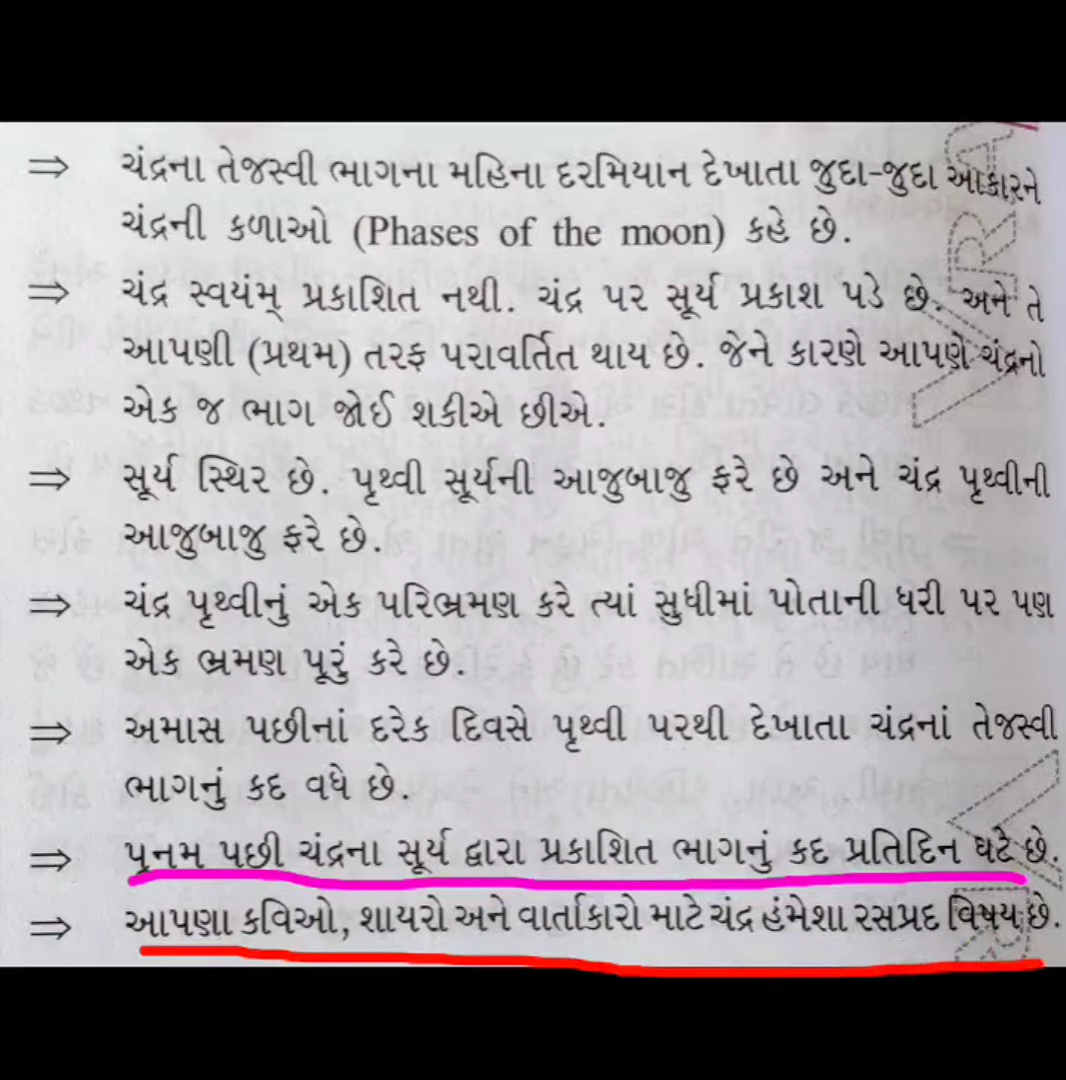 ⇒ ચંદ્રના તેજસ્વી ભાગના મહિના દરમિયાન દેખાતા જુદા-જુદા આકારને
ચંદ્રની કળાઓ (Phases of the moon) કહે છે.
⇒ ચંદ્ર સ્વયંમ્ પ્રકાશિત નથી. ચંદ્ર પર સૂર્ય પ્રકાશ પડે છે. અને તે
આપણી (પ્રથમ) તરફ પરાવર્તિત થાય છે. જેને કારણે આપણે ચંદ્રનો
એક જ ભાગ જોઈ શકીએ છીએ.
⇒ સૂર્ય સ્થિર છે. પૃથ્વી સૂર્યની આજુબાજુ ફરે છે અને ચંદ્ર પૃથ્વીની
આજુબાજુ ફરે છે.
⇒ ચંદ્ર પૃથ્વીનું એક પરિભ્રમણ કરે ત્યાં સુધીમાં પોતાની ધરી પર પણ
એક ભ્રમણ પૂરું કરે છે.
⇒ અમાસ પછીનાં દરેક દિવસે પૃથ્વી પરથી દેખાતા ચંદ્રનાં તેજસ્વી
ભાગનું કદ વધે છે.
⇒ પૂનમ પછી ચંદ્રના સૂર્ય દ્વારા પ્રકાશિત ભાગનું કદ પ્રતિદિન ઘટે છે.
⇒ આપણા કવિઓ, શાયરો અને વાર્તાકારો માટે ચંદ્ર હંમેશા રસપ્રદ વિષય છે.